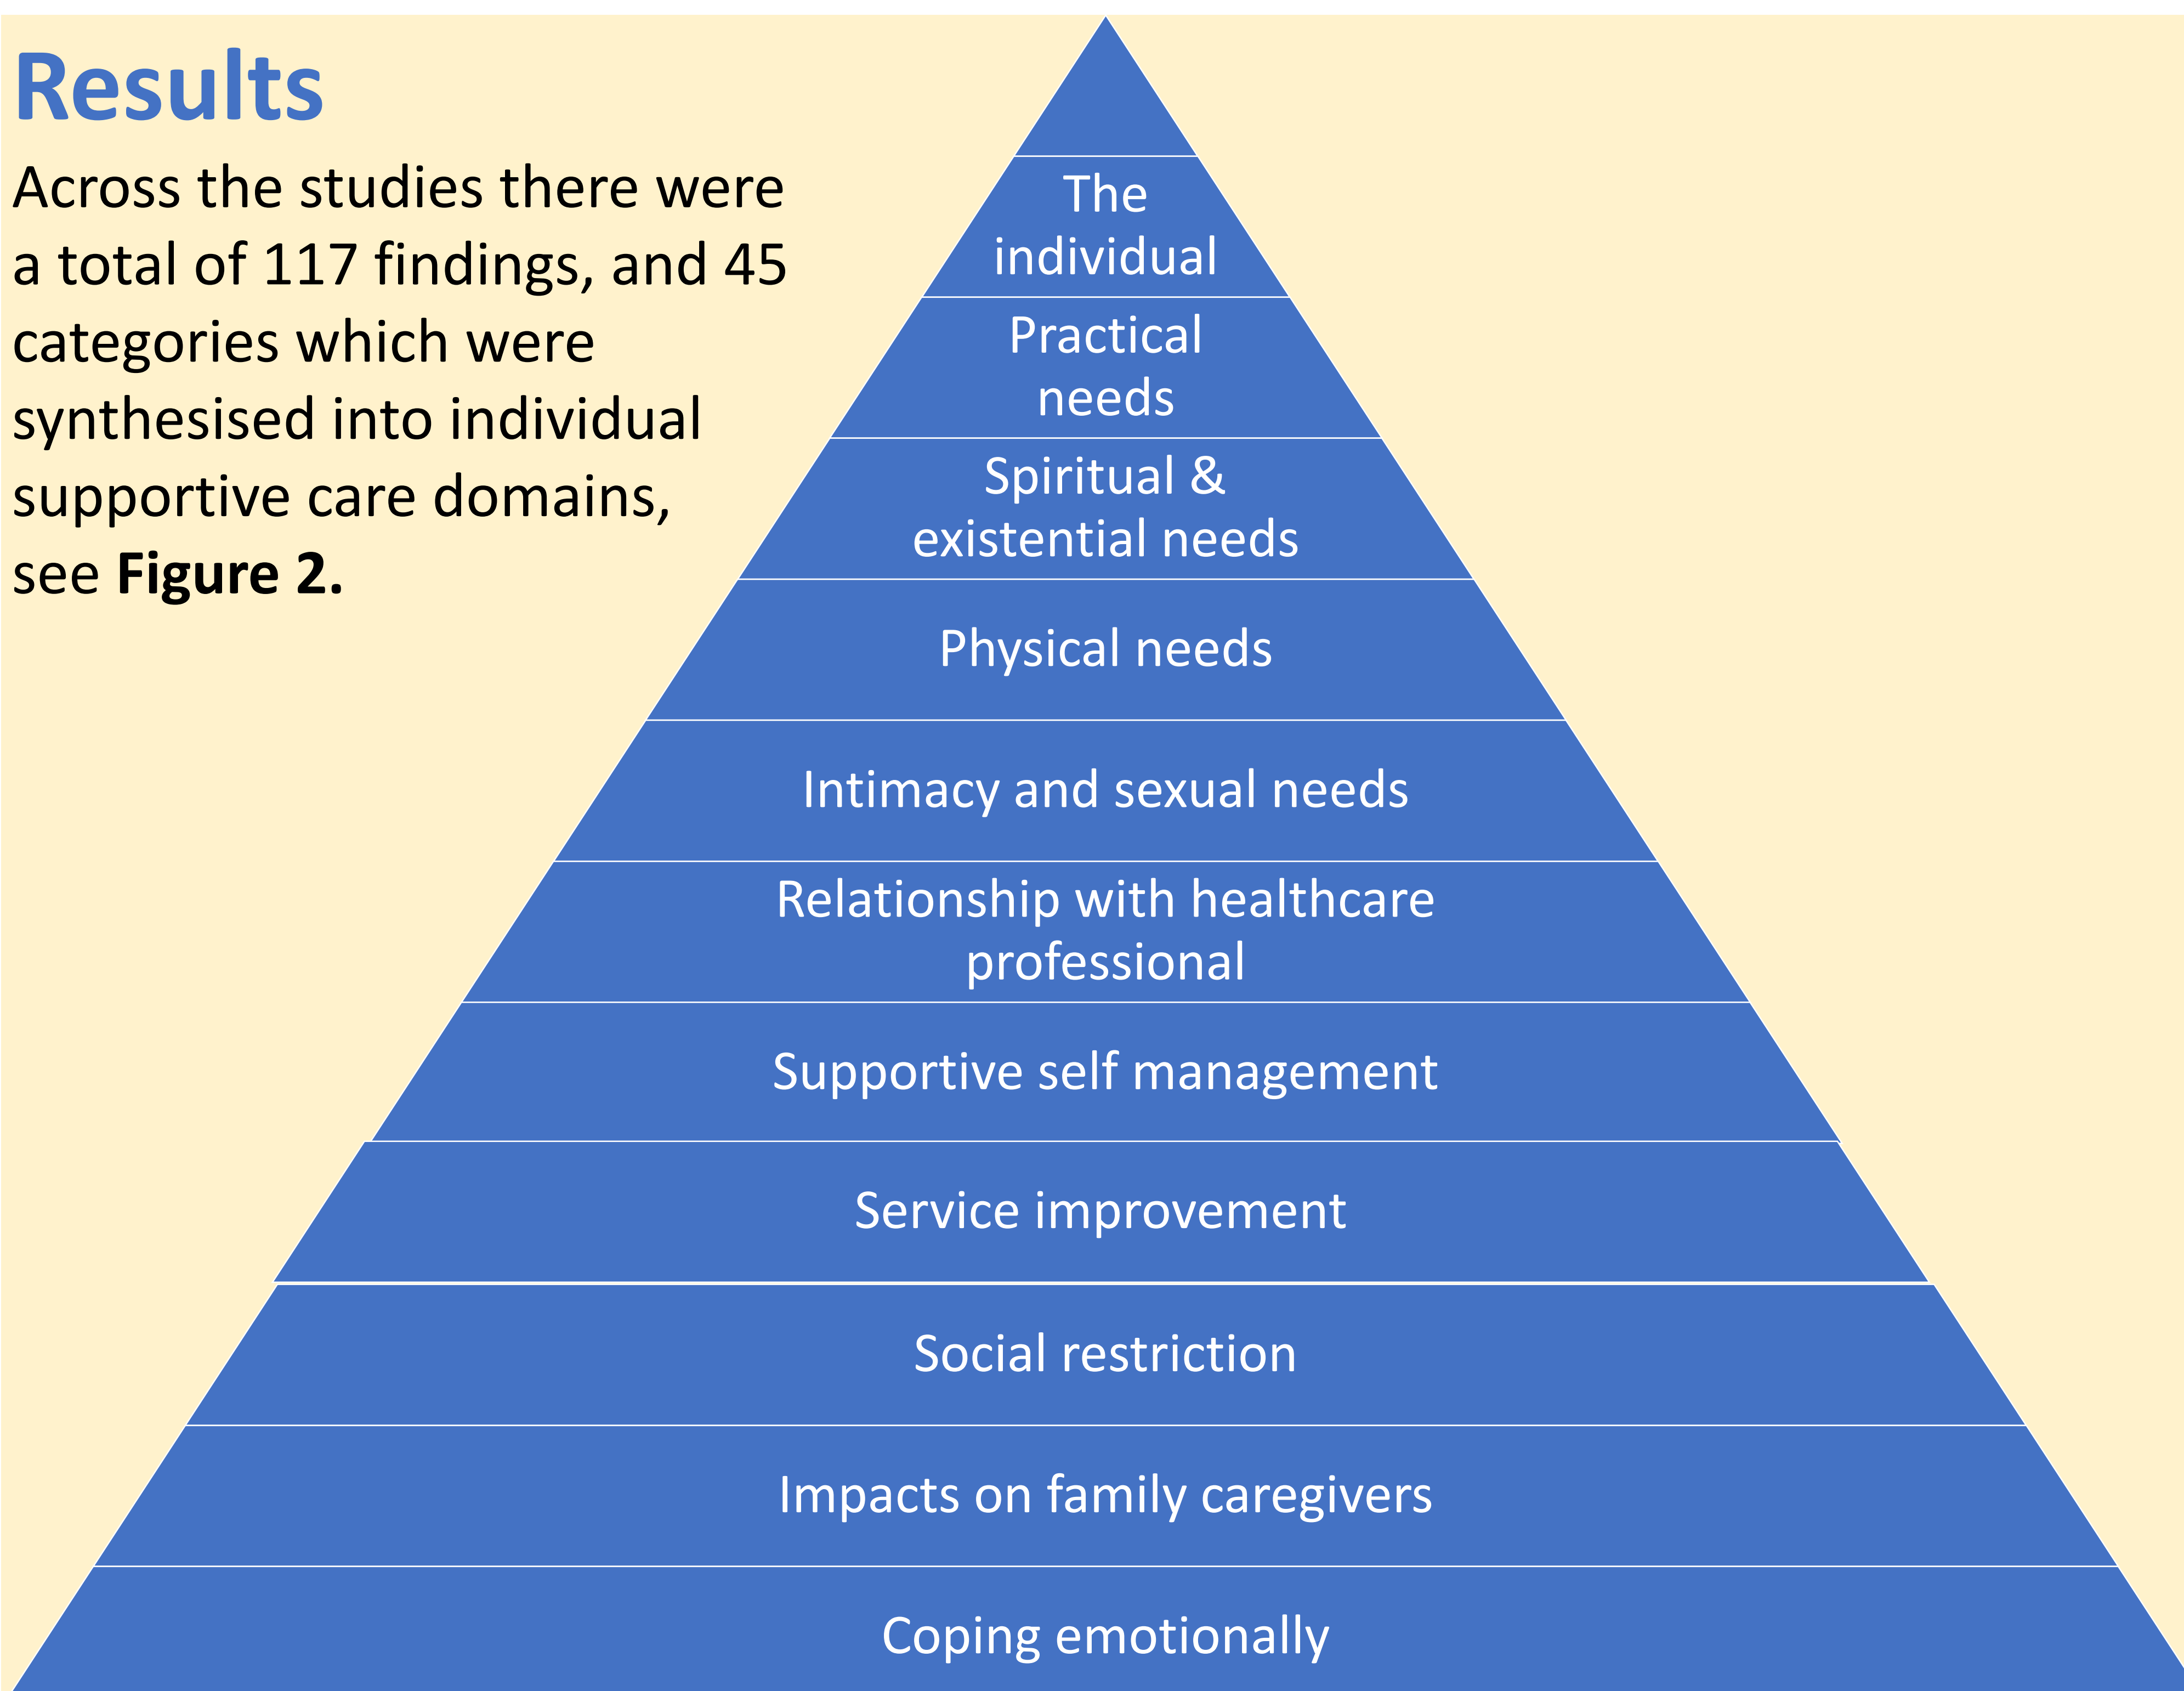 Results
Across the studies there were
a total of 117 findings, and 45
categories which were
synthesised into individual
supportive care domains,
see Figure 2.
The
individual
Practical
needs
Spiritual &
existential needs
Physical needs
Intimacy and sexual needs
Relationship with healthcare
professional
Supportive self management
Service improvement
Social restriction
Impacts on family caregivers
Coping emotionally